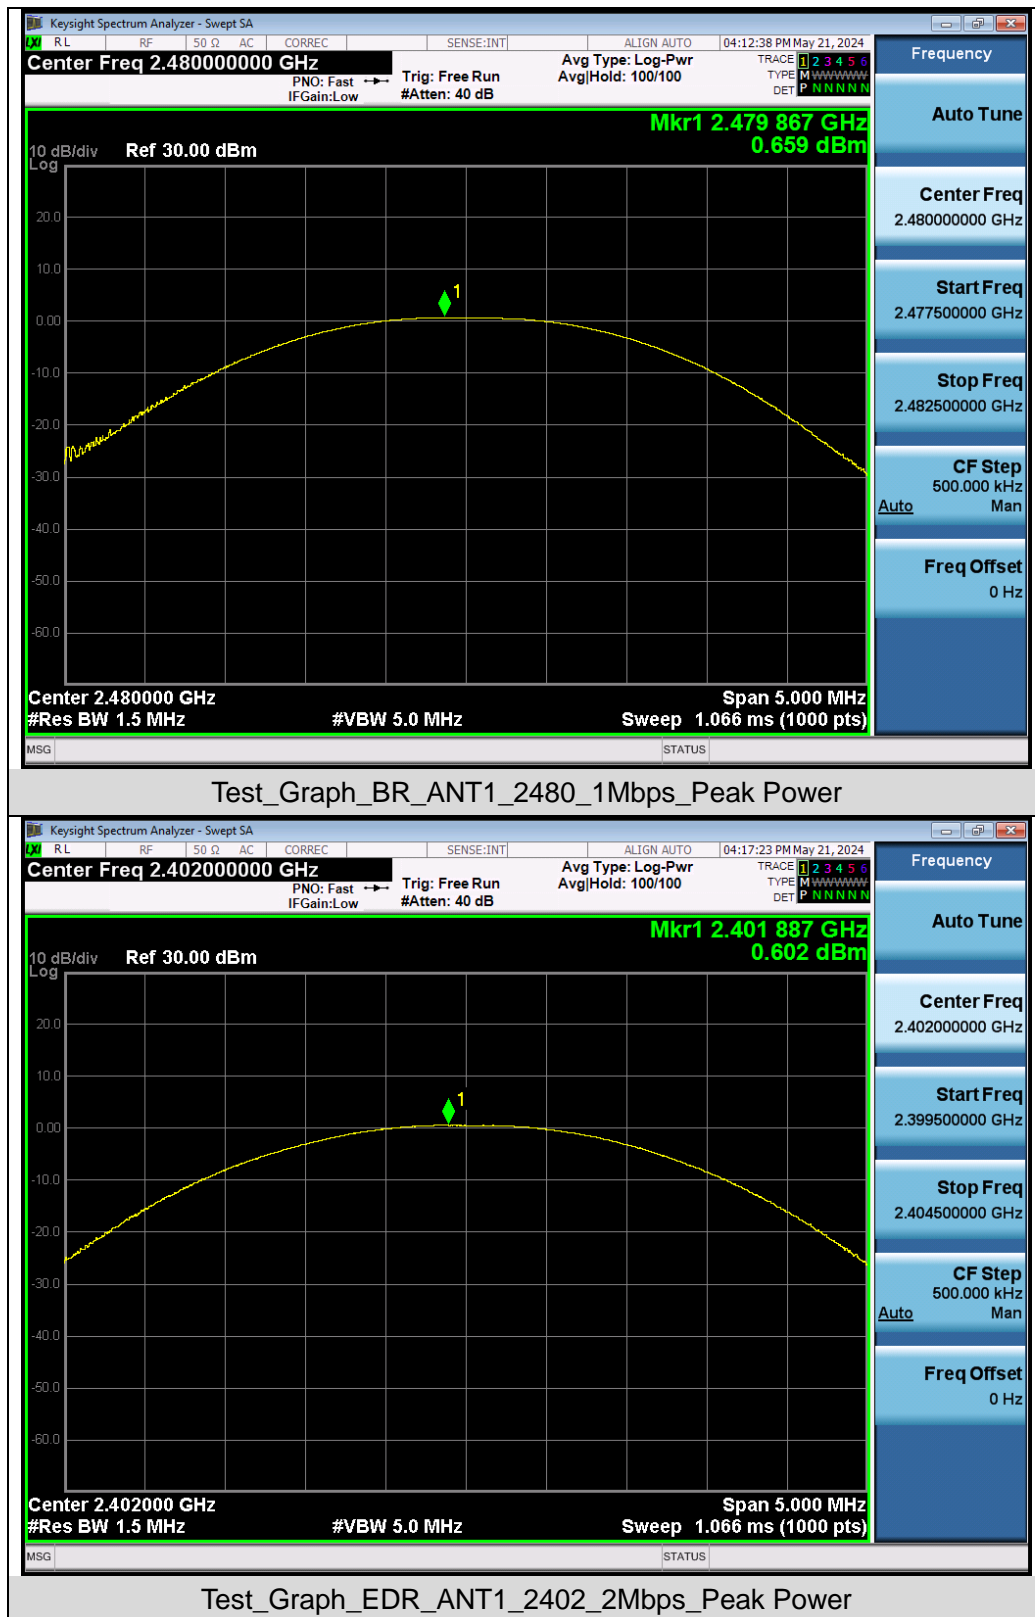 Keysight Spectrum Analyzer - Swept SA
LXI RL RF 50 Ω AC CORREC SENSE:INT ALIGN AUTO 04:12:38 PM May 21, 2024
Center Freq 2.480000000 GHz
PNO: Fast
IFGain:Low
Trig: Free Run
#Atten: 40 dB
Avg Type: Log-Pwr
Avg|Hold: 100/100
TRACE 1 2 3 4 5 6
TYPE M WWWWW
DET P N N N N N
Mkr1 2.479 867 GHz
0.659 dBm
10 dB/div Ref 30.00 dBm
Log
20.0
10.0
1
0.00
-10.0
-20.0
-30.0
-40.0
-50.0
-60.0
Center 2.480000 GHz Span 5.000 MHz
#Res BW 1.5 MHz #VBW 5.0 MHz Sweep 1.066 ms (1000 pts)
MSG STATUS
Frequency
Auto Tune
Center Freq
2.480000000 GHz
Start Freq
2.477500000 GHz
Stop Freq
2.482500000 GHz
CF Step
500.000 kHz
Auto Man
Freq Offset
0 Hz
Test_Graph_BR_ANT1_2480_1Mbps_Peak Power
Keysight Spectrum Analyzer - Swept SA
LXI RL RF 50 Ω AC CORREC SENSE:INT ALIGN AUTO 04:17:23 PM May 21, 2024
Center Freq 2.402000000 GHz
PNO: Fast
IFGain:Low
Trig: Free Run
#Atten: 40 dB
Avg Type: Log-Pwr
Avg|Hold: 100/100
TRACE 1 2 3 4 5 6
TYPE M WWWWW
DET P N N N N N
Mkr1 2.401 887 GHz
0.602 dBm
10 dB/div Ref 30.00 dBm
Log
20.0
10.0
1
0.00
-10.0
-20.0
-30.0
-40.0
-50.0
-60.0
Center 2.402000 GHz Span 5.000 MHz
#Res BW 1.5 MHz #VBW 5.0 MHz Sweep 1.066 ms (1000 pts)
MSG STATUS
Frequency
Auto Tune
Center Freq
2.402000000 GHz
Start Freq
2.399500000 GHz
Stop Freq
2.404500000 GHz
CF Step
500.000 kHz
Auto Man
Freq Offset
0 Hz
Test_Graph_EDR_ANT1_2402_2Mbps_Peak Power